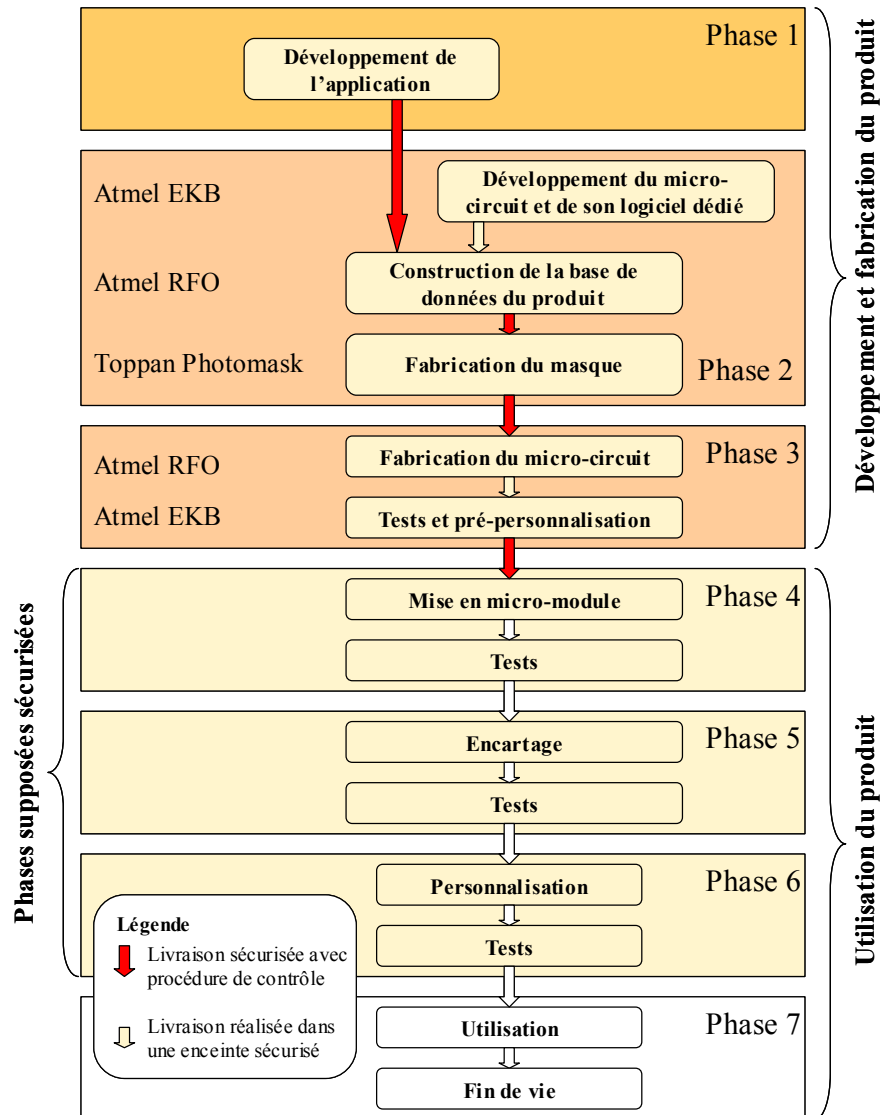 Phase 1
Développement de
l’application
Atmel EKB
Développement du micro-
circuit et de son logiciel dédié
Atmel RFO
Construction de la base de
données du produit
Toppan Photomask
Fabrication du masque
Phase 2
Phase 3
Atmel RFO
Fabrication du micro-circuit
Atmel EKB
Tests et pré-personnalisation
Développement et fabrication du produit
Phase 4
Mise en micro-module
Tests
Phase 5
Encartage
Tests
Phase 6
Personnalisation
Tests
Phases supposées sécurisées
Légende
Livraison sécurisée avec
procédure de contrôle
Livraison réalisée dans
une enceinte sécurisé
Phase 7
Utilisation
Fin de vie
Utilisation du produit